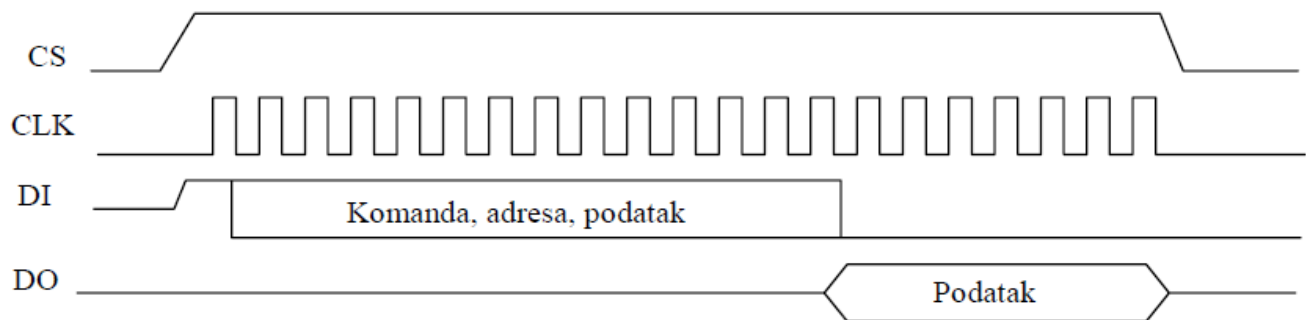 CS
CLK
DI
Komanda, adresa, podatak
DO
Podatak